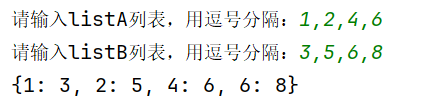 请输入listA列表，用逗号分隔：1,2,4,6
请输入listB列表，用逗号分隔：3,5,6,8
{1: 3, 2: 5, 4: 6, 6: 8}